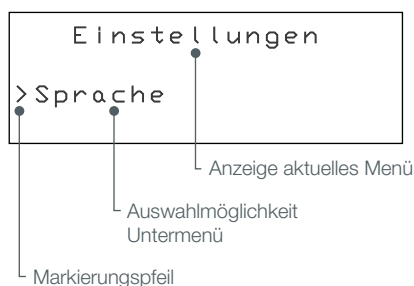 Einstellungen
>Sprache
Anzeige aktuelles Menü
Auswahlmöglichkeit
Untermenü
Markierungspfeil